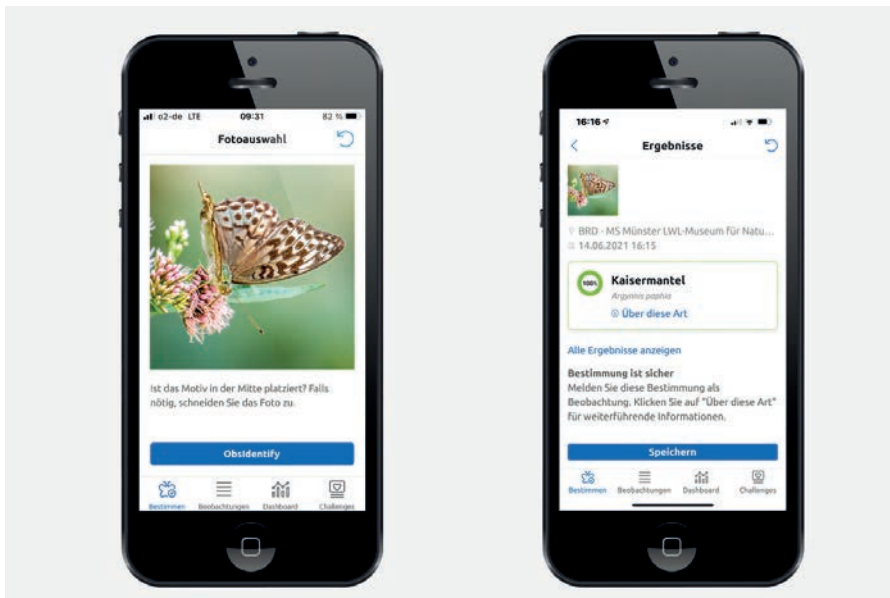 o2-de LTE 09:31 82 %
Fotoauswahl
Ist das Motiv in der Mitte platziert? Falls
nötig, schneiden Sie das Foto zu.
ObsIdentify
Bestimmen Beobachtungen Dashboard Challenges
16:16
Ergebnisse
BRD - MS Münster LWL-Museum für Natu...
14.06.2021 16:15
100%
Kaisermantel
Argynnis paphia
Über diese Art
Alle Ergebnisse anzeigen
Bestimmung ist sicher
Melden Sie diese Bestimmung als
Beobachtung. Klicken Sie auf "Über diese Art"
für weiterführende Informationen.
Speichern
Bestimmen Beobachtungen Dashboard Challenges